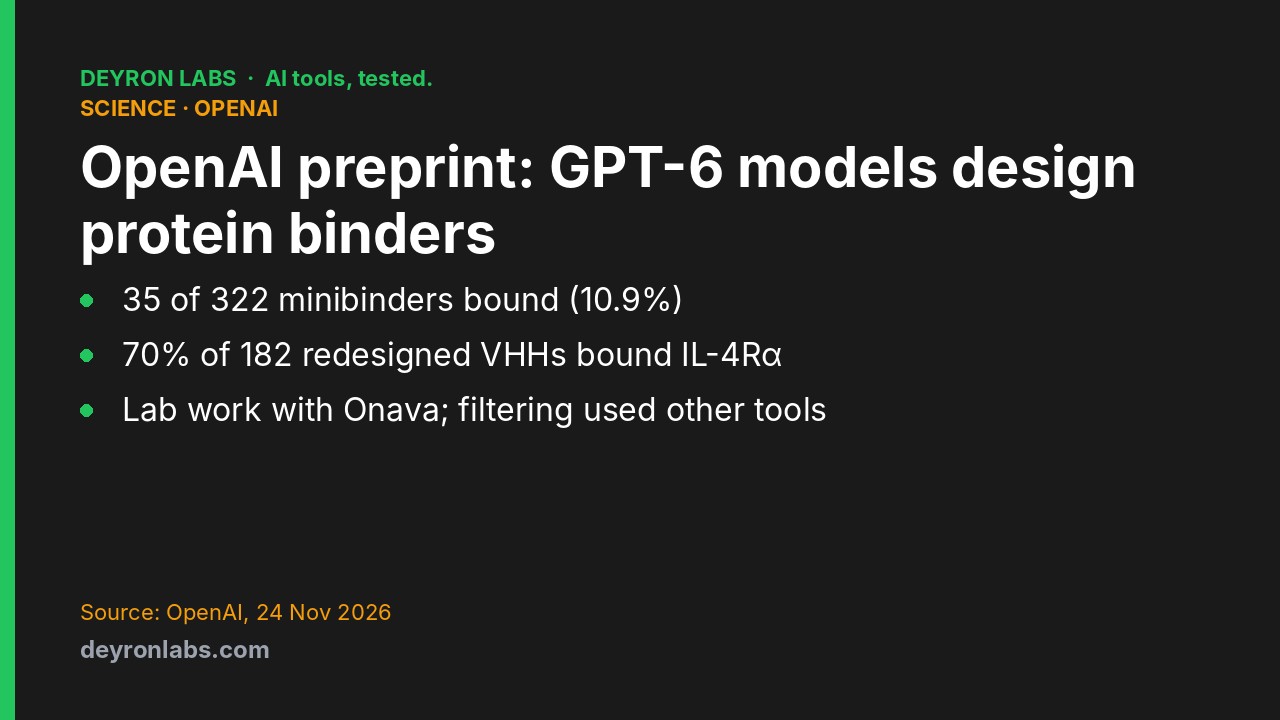 DEYRON LABS · AI tools, tested.
SCIENCE · OPENAI
OpenAI preprint: GPT-6 models design
protein binders
35 of 322 minibinders bound (10.9%)
70% of 182 redesigned VHHs bound IL-4Rα
Lab work with Onava; filtering used other tools
Source: OpenAI, 24 Nov 2026
deyronlabs.com